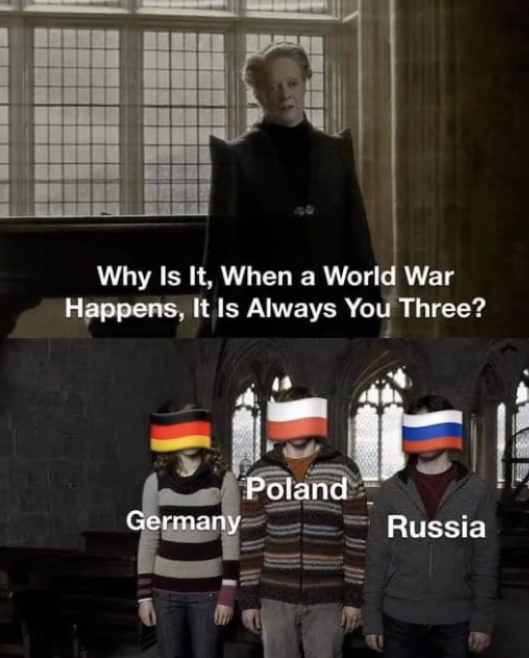 Why Is It, When a World War
Happens, It Is Always You Three?
Poland
Germany
Russia